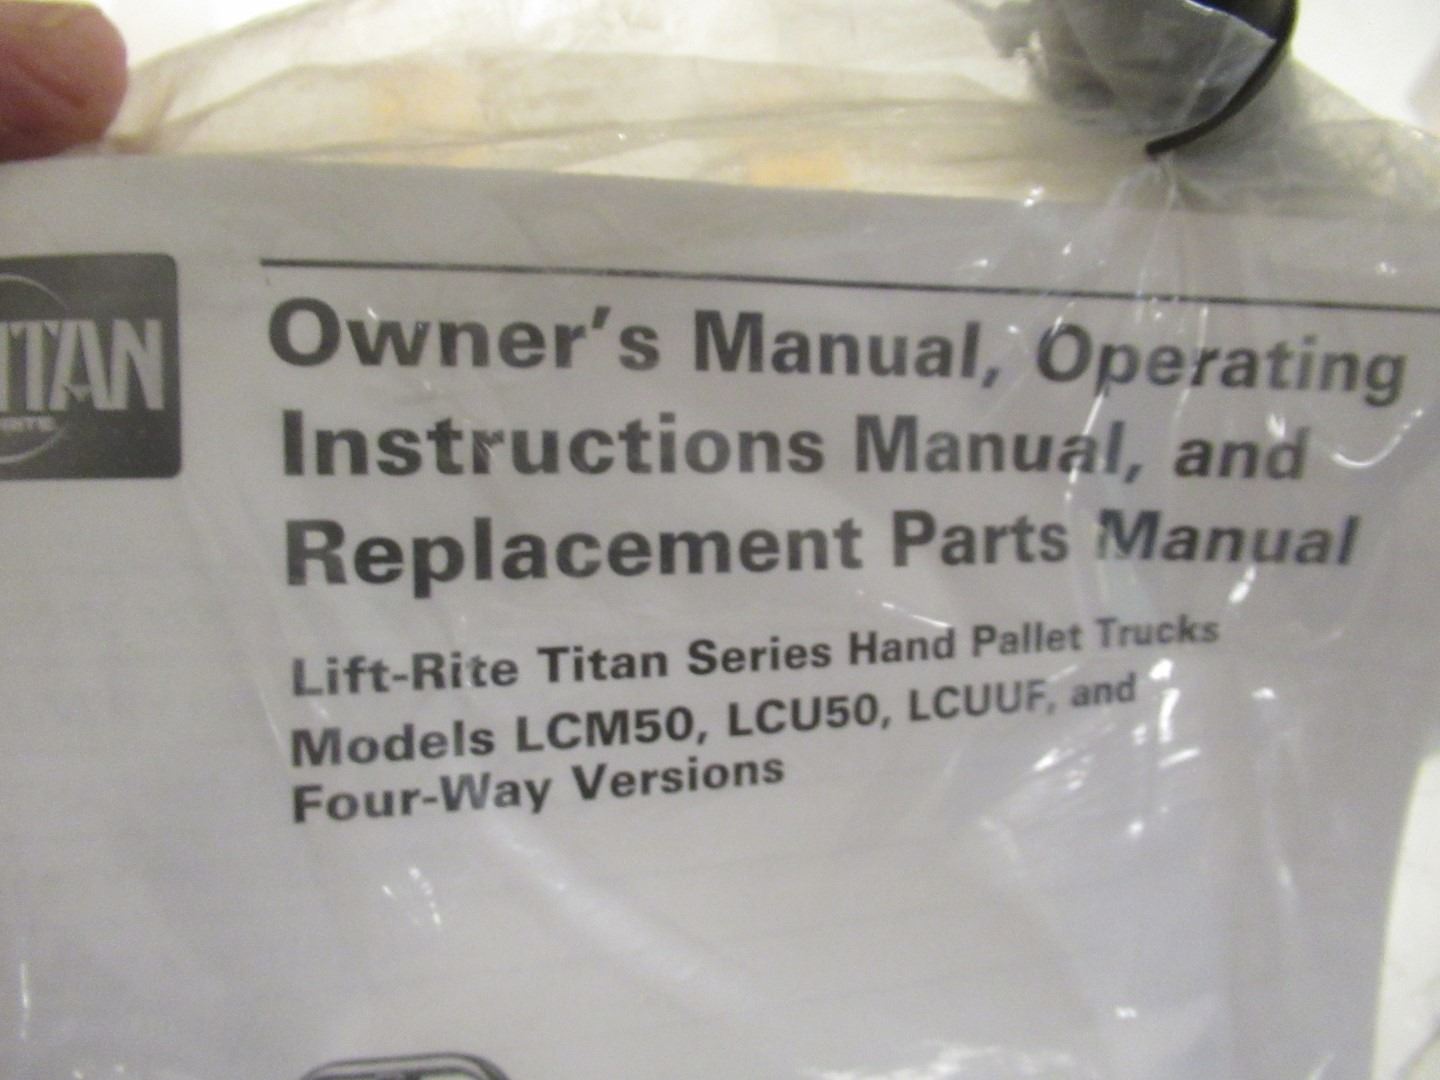 TITAN
Owner's Manual, Operating
Instructions Manual, and
Replacement Parts Manual
Lift-Rite Titan Series Hand Pallet Trucks
Models LCM50, LCU50, LCUUF, and
Four-Way Versions